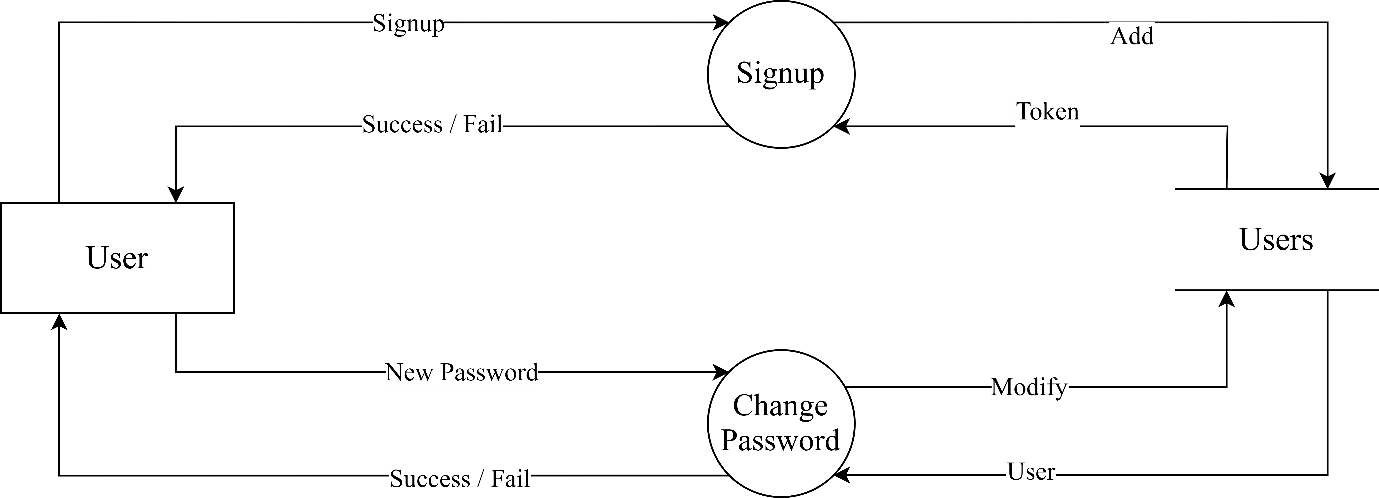 Signup
Add
Signup
Token
Success / Fail
User
Users
New Password
Modify
Change
Password
User
Success / Fail